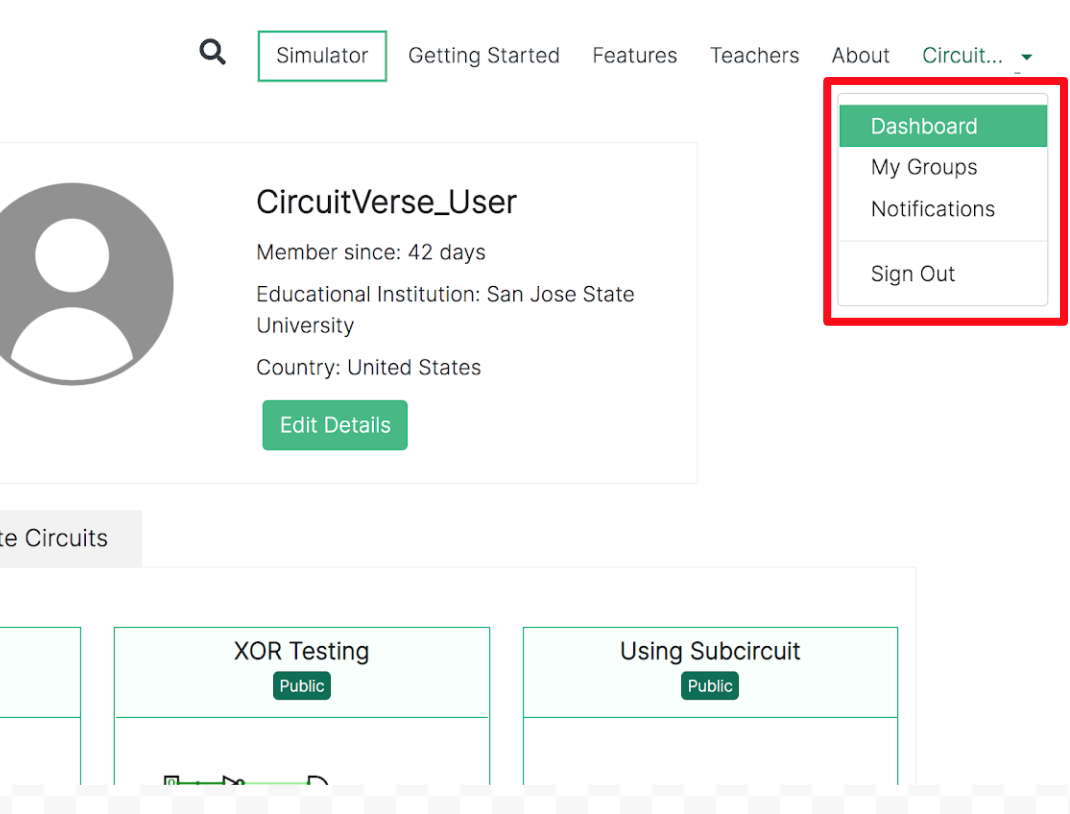 Simulator Getting Started Features Teachers About Circuit...
Dashboard
My Groups
Notifications
Sign Out
CircuitVerse_User
Member since: 42 days
Educational Institution: San Jose State
University
Country: United States
Edit Details
te Circuits
XOR Testing
Public
Using Subcircuit
Public